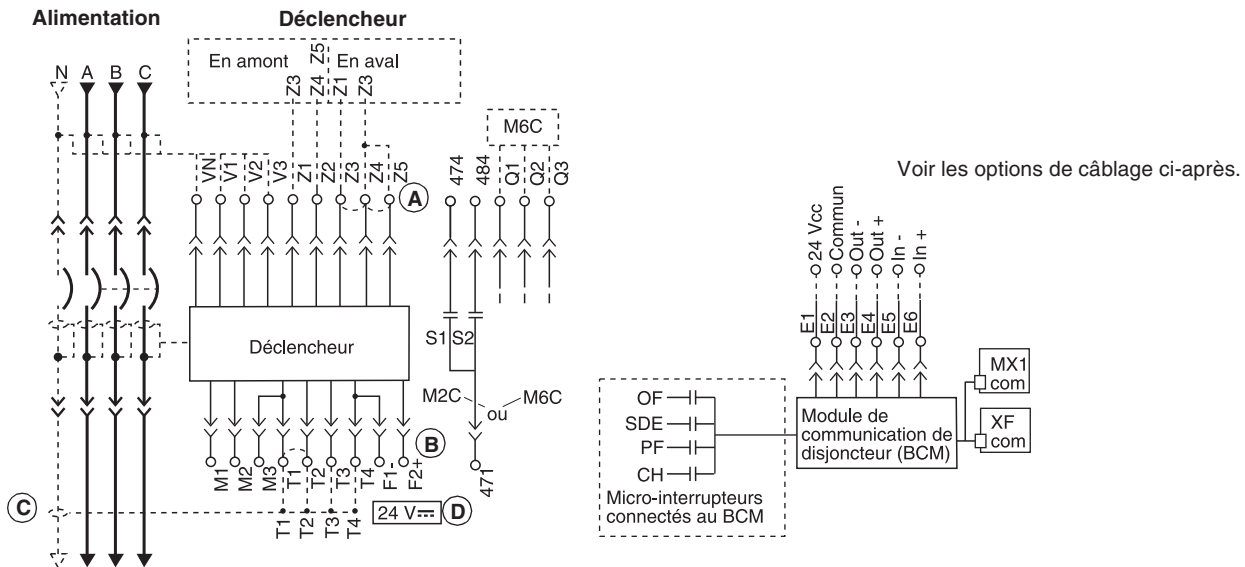 Alimentation
Déclencheur
En amont
Z5
En aval
Z3
Z4
Z1
Z3
N
A
B
C
M6C
VN
V1
V2
V3
Z1
Z2
Z3
Z4
Z5
A
474
484
Q1
Q2
Q3
Voir les options de câblage ci-après.
24 Vcc
Commun
Out -
Out +
In -
In +
E1
E2
E3
E4
E5
E6
S1
S2
Déclencheur
M2C
ou
M6C
MX1
com
OF
SDE
PF
CH
Module de
communication de
disjoncteur (BCM)
XF
com
Micro-interrupteurs
connectés au BCM
B
M1
M2
M3
T1
T2
T3
T4
F1-
F2+
471
C
24 V
D
T1
T2
T3
T4